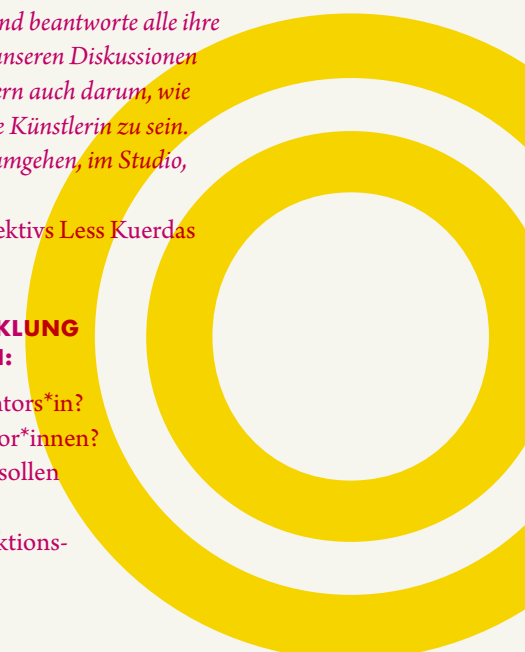 nd beantworte alle ihre
unseren Diskussionen
ern auch darum, wie
e Künstlerin zu sein.
umgehen, im Studio,
ektivs Less Kuerdas
KLUNG
:
tors*in?
or*innen?
sollen
ktions-